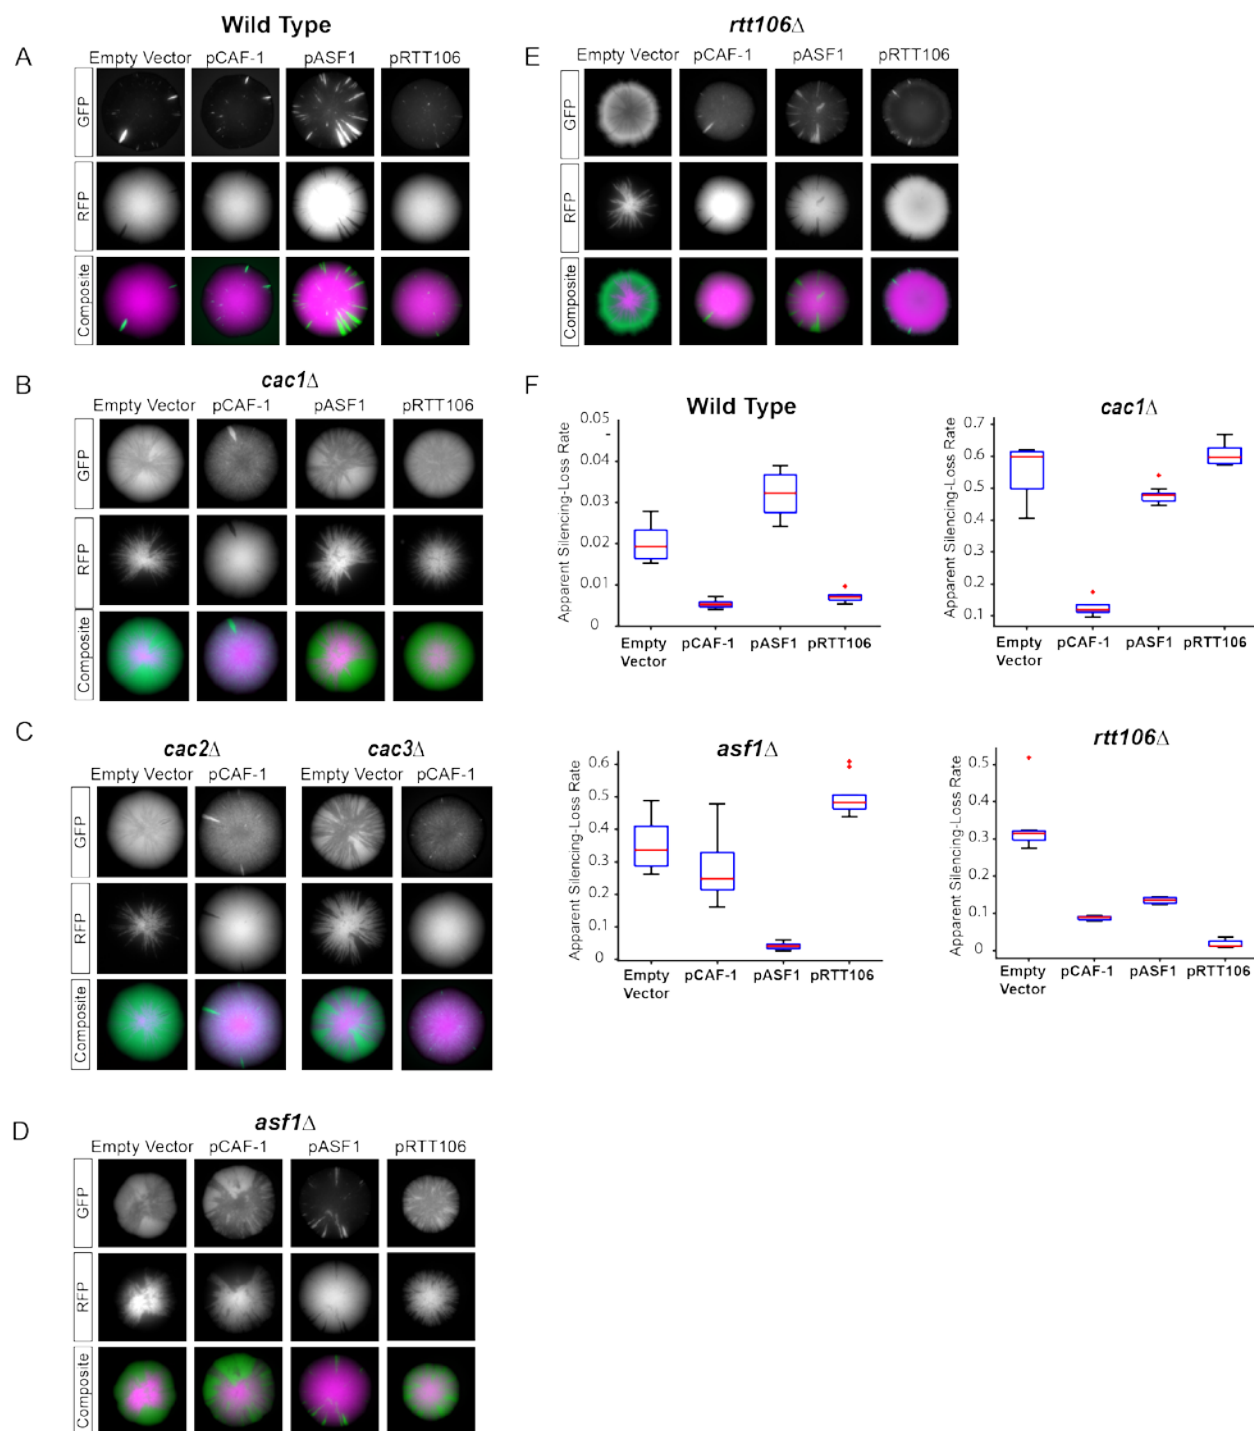 Wild Type
A
Empty Vector pCAF-1 pASF1 pRTT106
GFP
RFP
Composite
B
cac1Δ
Empty Vector pCAF-1 pASF1 pRTT106
GFP
RFP
Composite
C
cac2Δ cac3Δ
Empty Vector pCAF-1 Empty Vector pCAF-1
GFP
RFP
Composite
D
asf1Δ
Empty Vector pCAF-1 pASF1 pRTT106
GFP
RFP
Composite
rtt106Δ
E
Empty Vector pCAF-1 pASF1 pRTT106
GFP
RFP
Composite
F
Wild Type
Apparent Silencing-Loss Rate
0.05
0.04
0.03
0.02
0.01
0
Empty Vector pCAF-1 pASF1 pRTT106
cac1Δ
Apparent Silencing-Loss Rate
0.7
0.6
0.5
0.4
0.3
0.2
0.1
Empty Vector pCAF-1 pASF1 pRTT106
asf1Δ
Apparent Silencing-Loss Rate
0.6
0.5
0.4
0.3
0.2
0.1
0
Empty Vector pCAF-1 pASF1 pRTT106
rtt106Δ
Apparent Silencing-Loss Rate
0.5
0.4
0.3
0.2
0.1
0
Empty Vector pCAF-1 pASF1 pRTT106